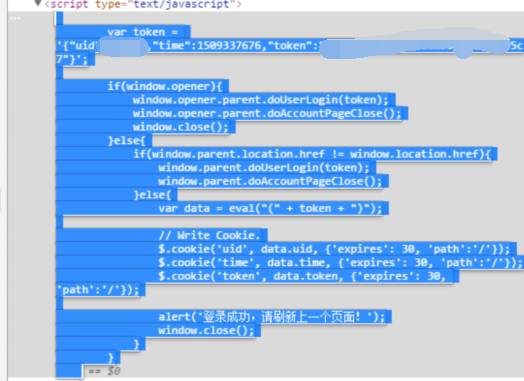 <script type="text/javascript">
var token =
'{"uid ,"time":1509337676,"token": 5c
7"}';
if(window.opener){
window.opener.parent.doUserLogin(token);
window.opener.parent.doAccountPageClose();
window.close();
}else{
if(window.parent.location.href != window.location.href){
window.parent.doUserLogin(token);
window.parent.doAccountPageClose();
}else{
var data = eval("(" + token + ")");
// Write Cookie.
$.cookie('uid', data.uid, {'expires': 30, 'path':'/'});
$.cookie('time', data.time, {'expires': 30, 'path':'/'});
$.cookie('token', data.token, {'expires': 30,
'path':'/'});
alert('登录成功，请刷新上一个页面！');
window.close();
}
}
== $0